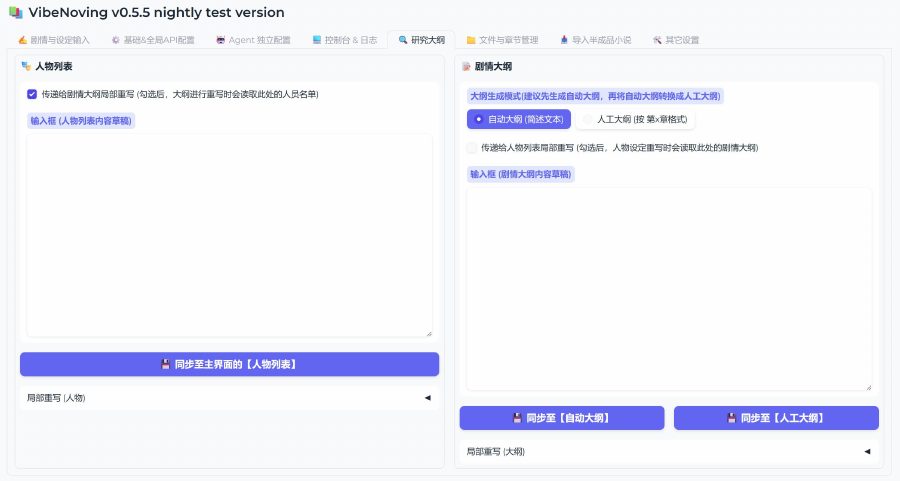 VibeNoving v0.5.5 nightly test version
剧情与设定输入
基础&全局API配置
Agent 独立配置
控制台 & 日志
研究大纲
文件与章节管理
导入半成品小说
其它设置
人物列表
传递给剧情大纲局部重写 (勾选后，大纲进行重写时会读取此处的人员名单)
输入框 (人物列表内容草稿)
同步至主界面的【人物列表】
局部重写 (人物)
剧情大纲
大纲生成模式(建议先生成自动大纲，再将自动大纲转换成人工大纲)
自动大纲 (简述文本)
人工大纲 (按 第x章格式)
传递给人物列表局部重写 (勾选后，人物设定重写时会读取此处的剧情大纲)
输入框 (剧情大纲内容草稿)
同步至【自动大纲】
同步至【人工大纲】
局部重写 (大纲)